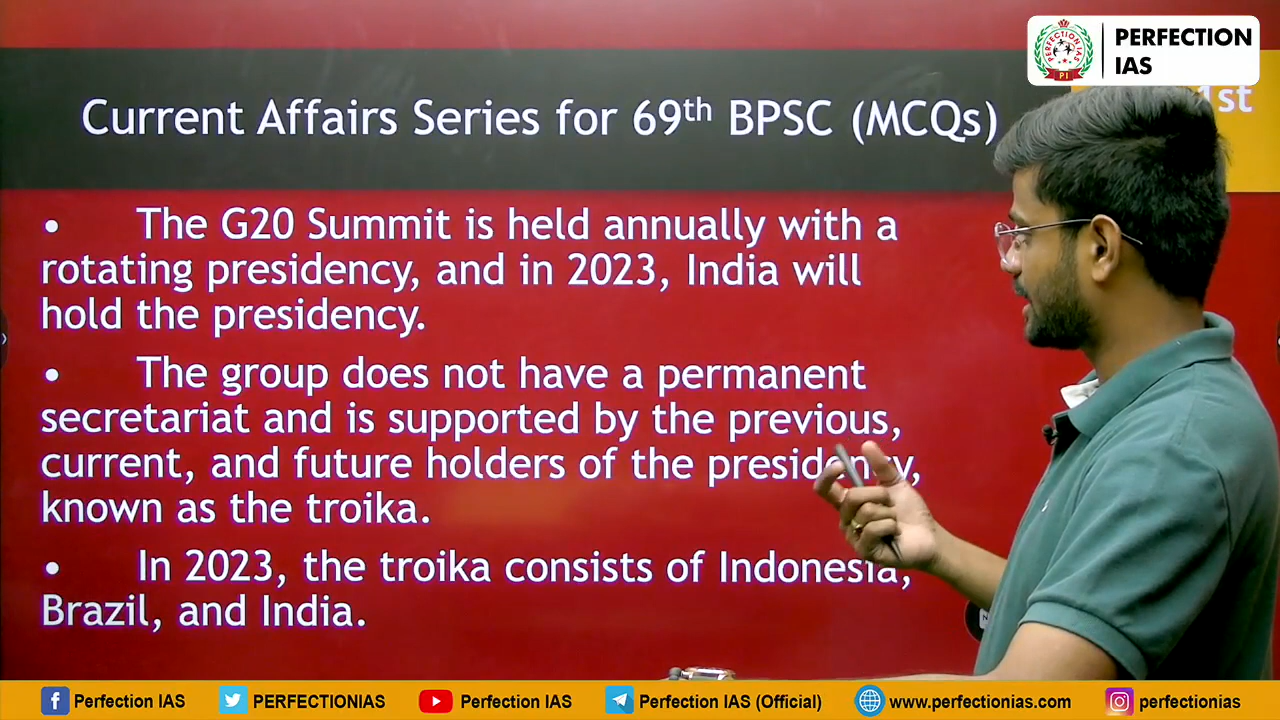 PERFECTION
IAS
1st
Current Affairs Series for 69th BPSC (MCQs)
• The G20 Summit is held annually with a
rotating presidency, and in 2023, India will
hold the presidency.
• The group does not have a permanent
secretariat and is supported by the previous,
current, and future holders of the presidency,
known as the troika.
• In 2023, the troika consists of Indonesia,
Brazil, and India.
Perfection IAS PERFECTIONIAS Perfection IAS Perfection IAS (Official) www.perfectionias.com perfectionias